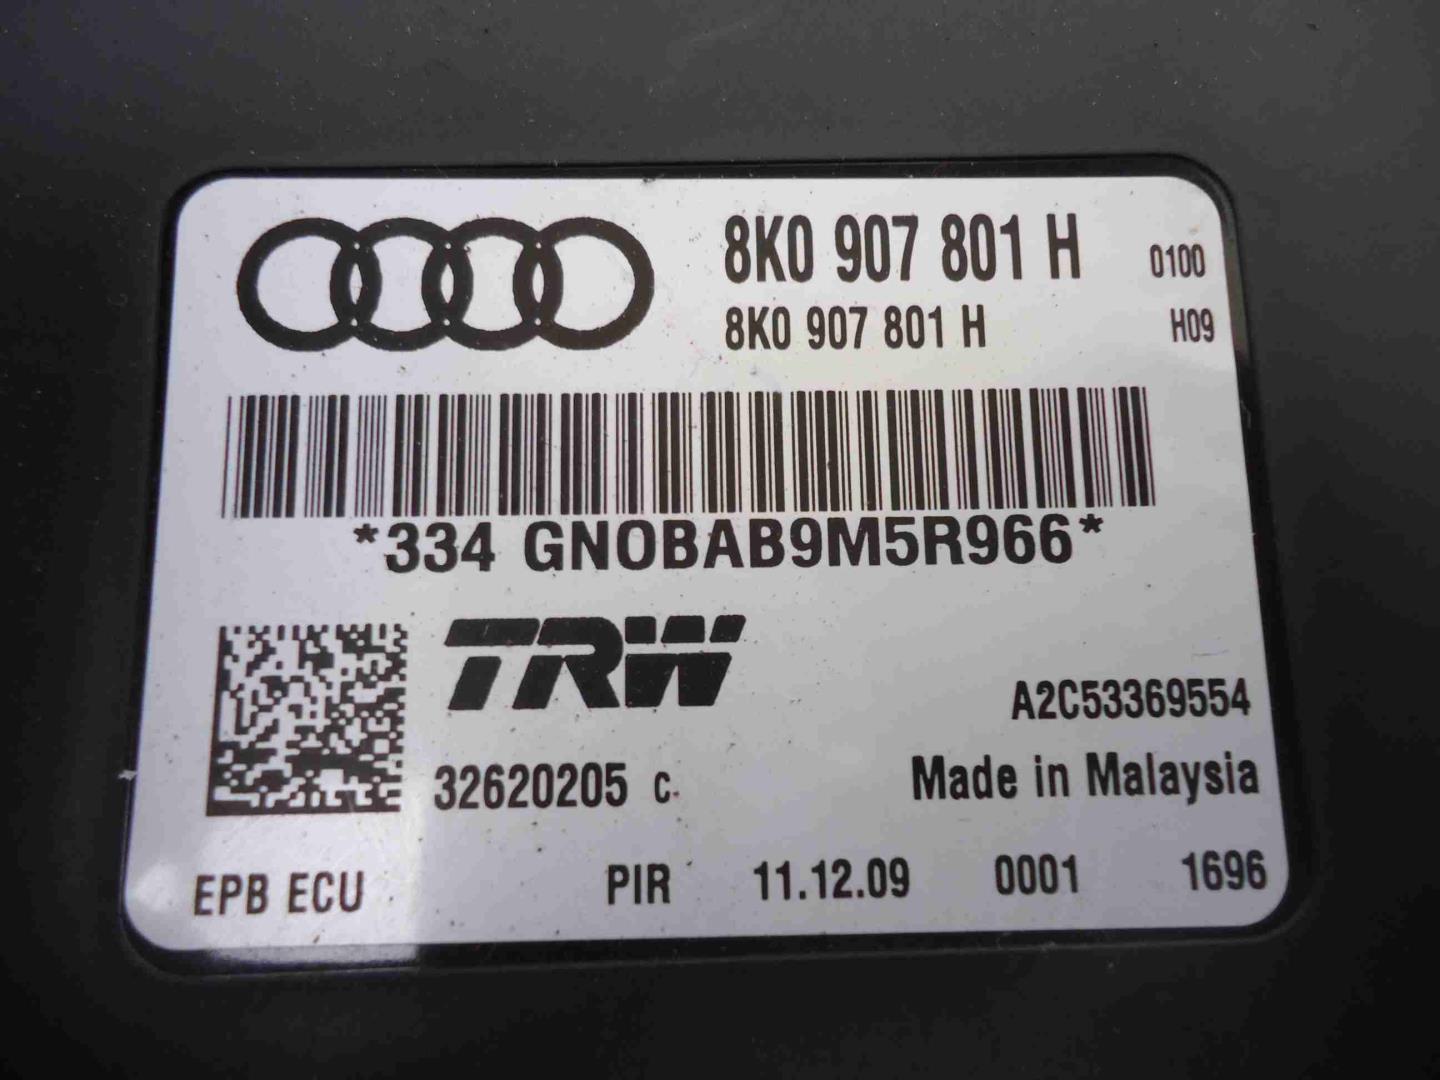 8K0 907 801 H 0100
8K0 907 801 H H09
*334 GN0BAB9M5R966*
TRW
A2C53369554
32620205 C.
Made in Malaysia
EPB ECU PIR 11.12.09 0001 1696